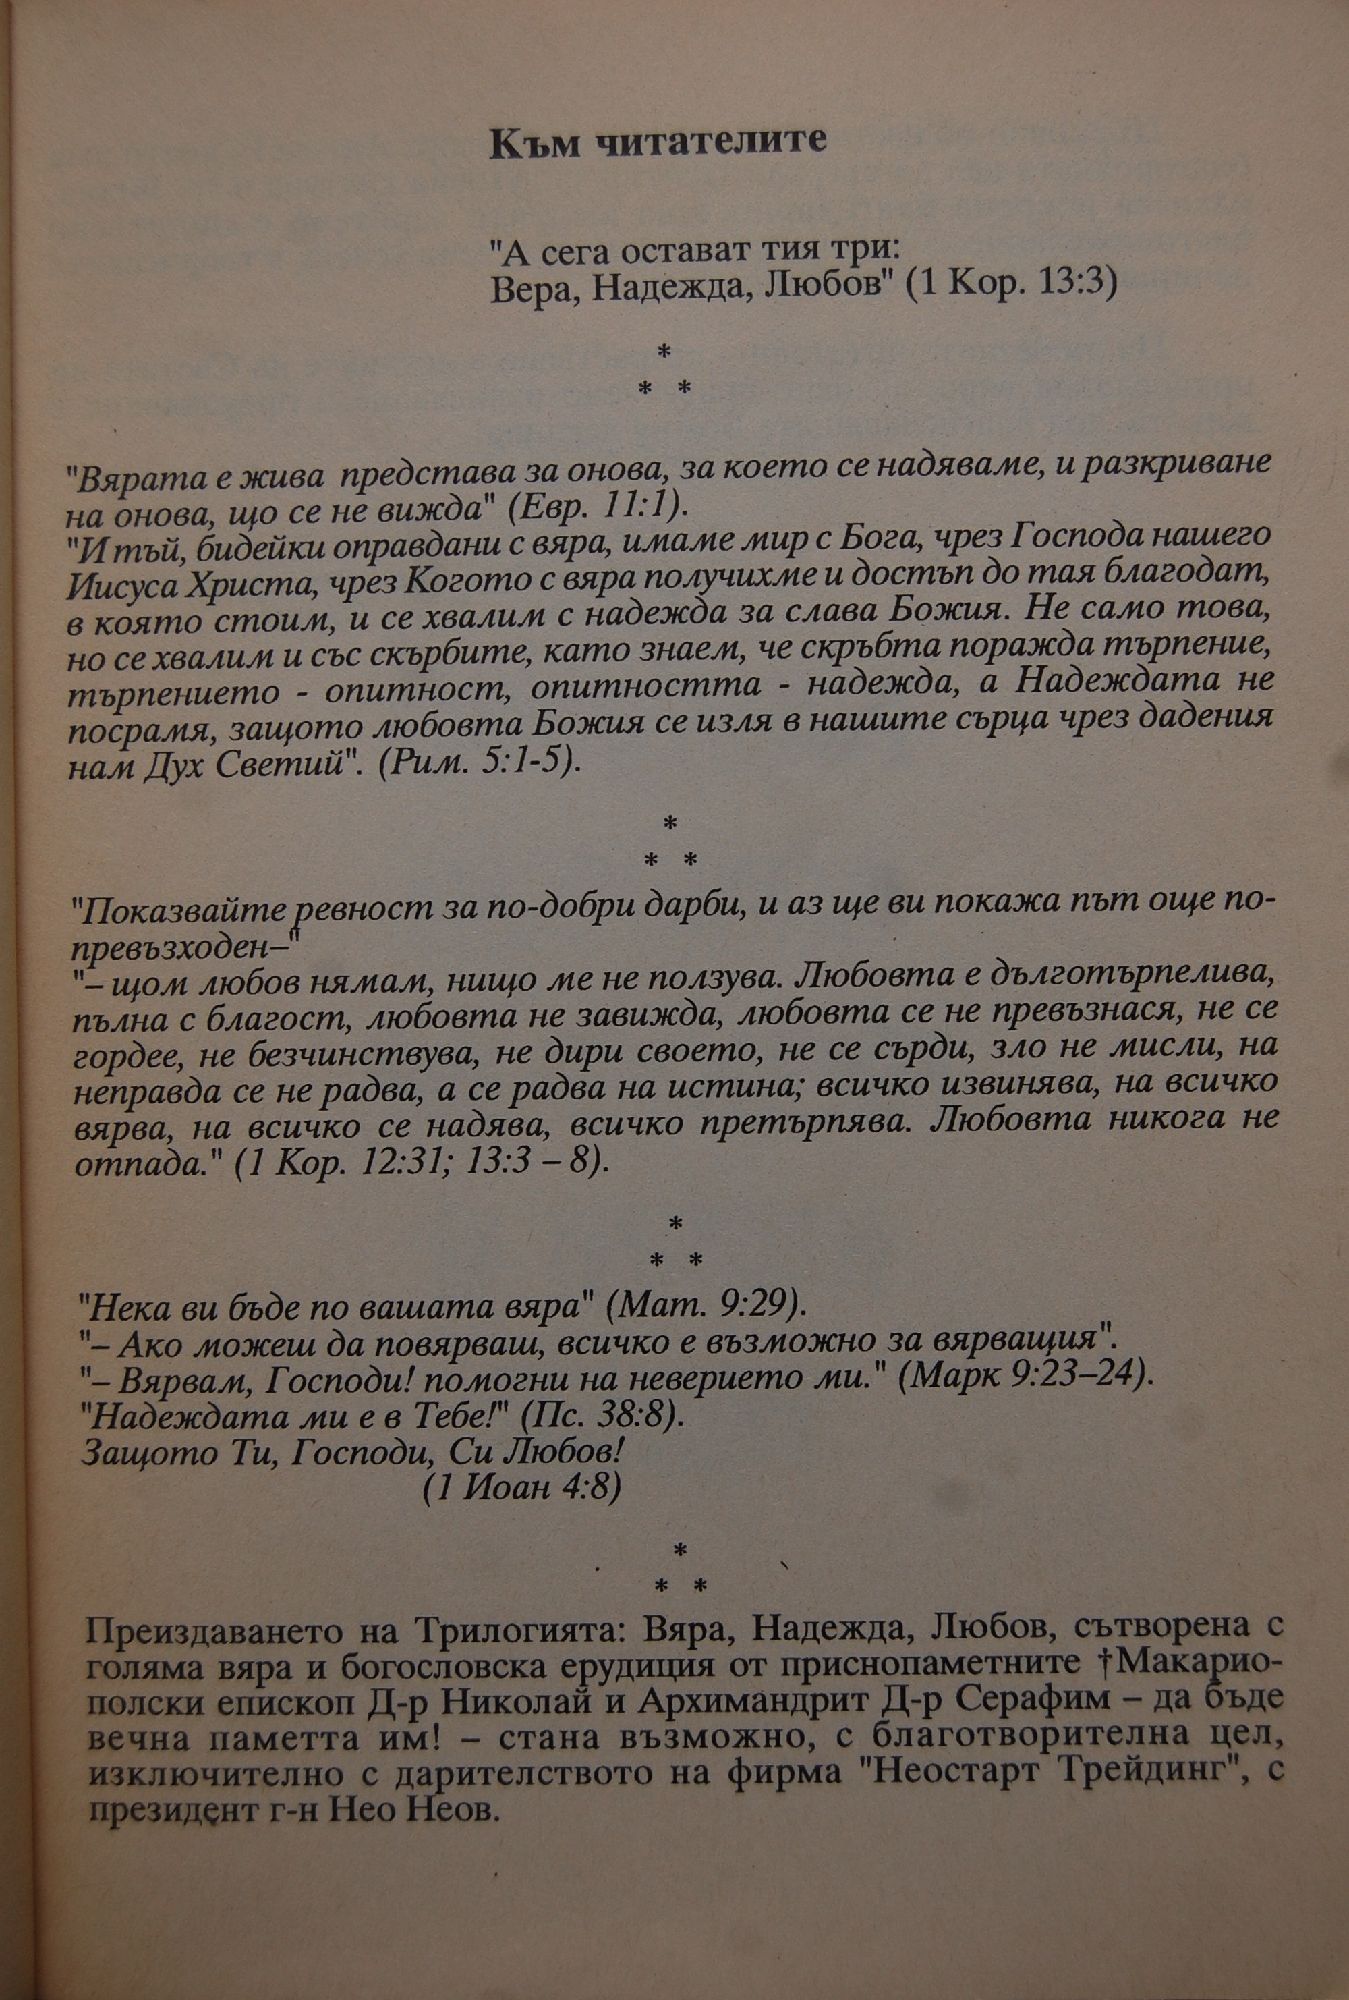 Към читателите
"А сега остават тия три:
Вера, Надежда, Любов" (1 Кор. 13:3)
*
* *
"Вярата е жива представа за онова, за което се надяваме, и разкриване
на онова, що се не вижда" (Евр. 11:1).
"И тъй, бидейки оправдани с вяра, имаме мир с Бога, чрез Господа нашего
Иисуса Христа, чрез Когото с вяра получихме и достъп до тая благодат,
в която стоим, и се хвалим с надежда за слава Божия. Не само това,
но се хвалим и със скърбите, като знаем, че скръбта поражда търпение,
търпението - опитност, опитността - надежда, а Надеждата не
посрамя, защото любовта Божия се изля в нашите сърца чрез дадения
нам Дух Светий". (Рим. 5:1-5).
*
* *
"Показвайте ревност за по-добри дарби, и аз ще ви покажа път още по-
превъзходен–"
"– щом любов нямам, нищо ме не ползува. Любовта е дълготърпелива,
пълна с благост, любовта не завижда, любовта се не превъзнася, не се
гордее, не безчинствува, не дири своето, не се сърди, зло не мисли, на
неправда се не радва, а се радва на истина; всичко извинява, на всичко
вярва, на всичко се надява, всичко претърпява. Любовта никога не
отпада." (1 Кор. 12:31; 13:3 – 8).
*
* *
"Нека ви бъде по вашата вяра" (Мат. 9:29).
"– Ако можеш да повярваш, всичко е възможно за вярващия".
"– Вярвам, Господи! помогни на неверието ми." (Марк 9:23–24).
"Надеждата ми е в Тебе!" (Пс. 38:8).
Защото Ти, Господи, Си Любов!
(1 Иоан 4:8)
*
* *
Преиздаването на Трилогията: Вяра, Надежда, Любов, сътворена с
голяма вяра и богословска ерудиция от приснопаметните †Макарио-
полски епископ Д-р Николай и Архимандрит Д-р Серафим – да бъде
вечна паметта им! – стана възможно, с благотворителна цел,
изключително с дарителството на фирма "Неостарт Трейдинг", с
президент г-н Нео Неов.